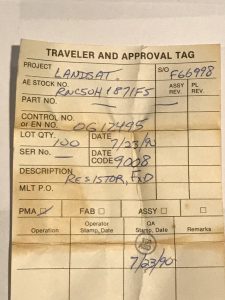 TRAVELER AND APPROVAL TAG
PROJECT LANDSAT S/O F66998
AE STOCK NO. RNC50H1871FS ASSY REV. PL REV.
PART NO. —
CONTROL NO. or EN NO. OG17495
LOT QTY. 100 DATE 7/23/90
SER No — DATE CODE 9008
DESCRIPTION RESISTOR, FXD
MLT P.O.
PMA ☑ FAB ☐ ASSY ☐ ☐
Operation Operator Stamp, Date QA Stamp, Date Remarks
7/23/90